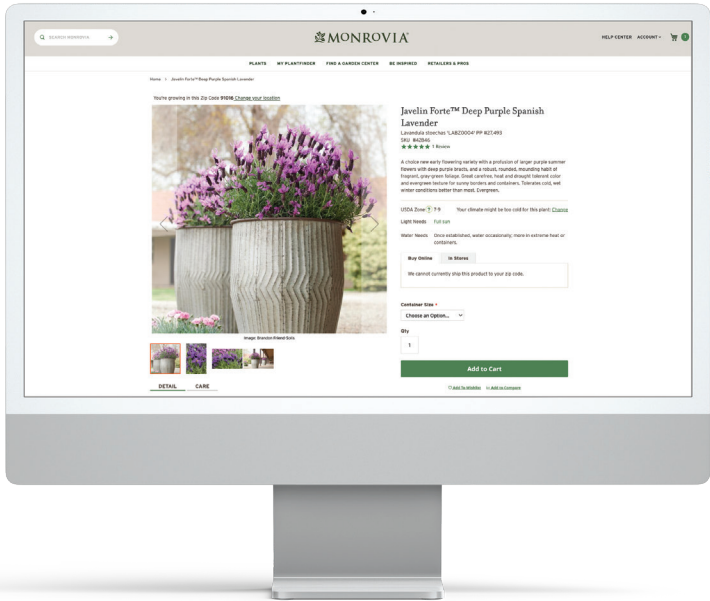 SEARCH MONROVIA
MONROVIA
HELP CENTER ACCOUNT
1
PLANTS MY PLANTFINDER FIND A GARDEN CENTER BE INSPIRED RETAILERS & PROS
Home > Javelin Forte™ Deep Purple Spanish Lavender
You're growing in this Zip Code 91016 Change your location
Javelin Forte™ Deep Purple Spanish
Lavender
Lavandula stoechas 'LABZ0004' PP #27,493
SKU
1 Review
A choice new early flowering variety with a profusion of larger purple summer
flowers with deep purple bracts, and a robust, rounded, mounding habit of
fragrant, grey-green foliage. Great carefree, heat and drought tolerant color
and evergreen texture for sunny borders and containers. Tolerates cold, wet
winter conditions better than most. Evergreen.
USDA Zone ? 7-9 Your climate might be too cold for this plant: Change
Light Needs Full sun
Water Needs Once established, water occasionally; more in extreme heat or
containers.
Buy Online In Stores
We cannot currently ship this product to your zip code.
Container Size *
Choose an Option...
Qty
1
Add to Cart
Add To Wishlist Add to Compare
Image:
DETAIL CARE